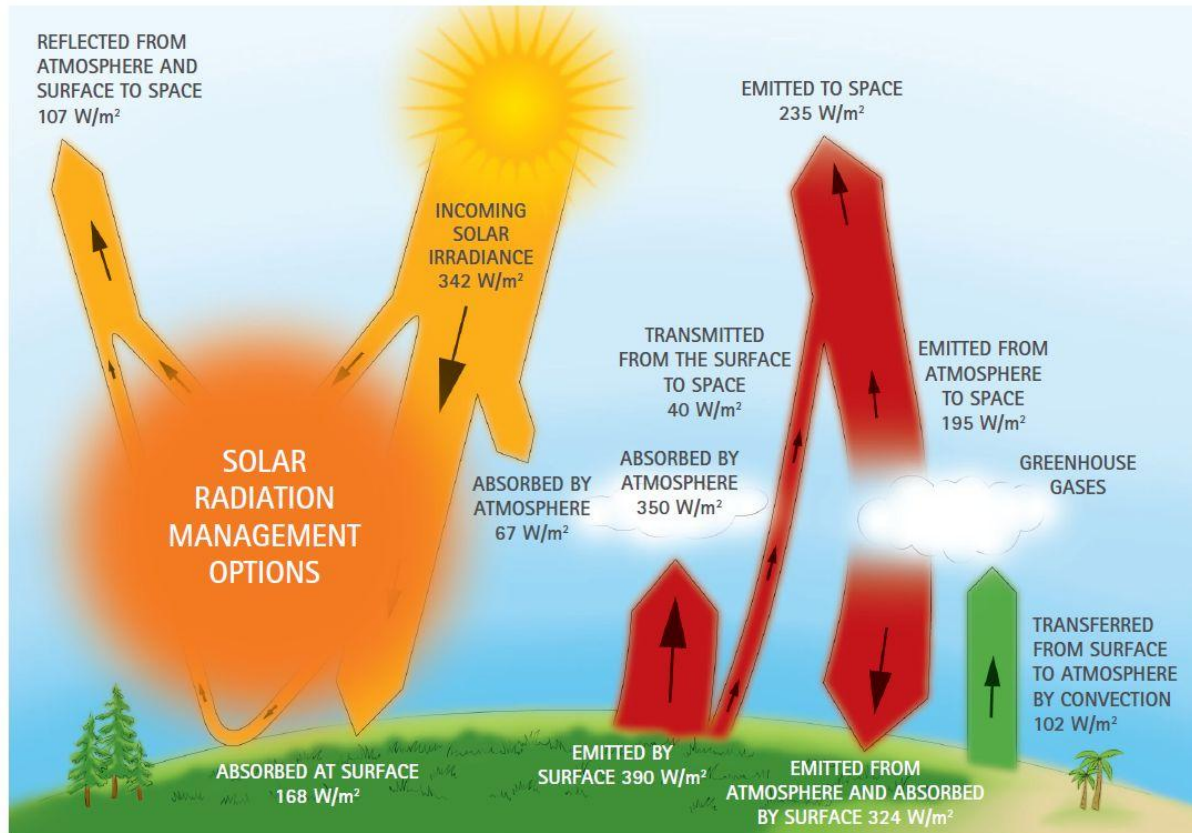 REFLECTED FROM
ATMOSPHERE AND
SURFACE TO SPACE
107 W/m²
INCOMING
SOLAR
IRRADIANCE
342 W/m²
EMITTED TO SPACE
235 W/m²
TRANSMITTED
FROM THE SURFACE
TO SPACE
40 W/m²
EMITTED FROM
ATMOSPHERE
TO SPACE
195 W/m²
SOLAR
RADIATION
MANAGEMENT
OPTIONS
ABSORBED BY
ATMOSPHERE
67 W/m²
ABSORBED BY
ATMOSPHERE
350 W/m²
GREENHOUSE
GASES
TRANSFERRED
FROM SURFACE
TO ATMOSPHERE
BY CONVECTION
102 W/m²
ABSORBED AT SURFACE
168 W/m²
EMITTED BY
SURFACE 390 W/m²
EMITTED FROM
ATMOSPHERE AND ABSORBED
BY SURFACE 324 W/m²